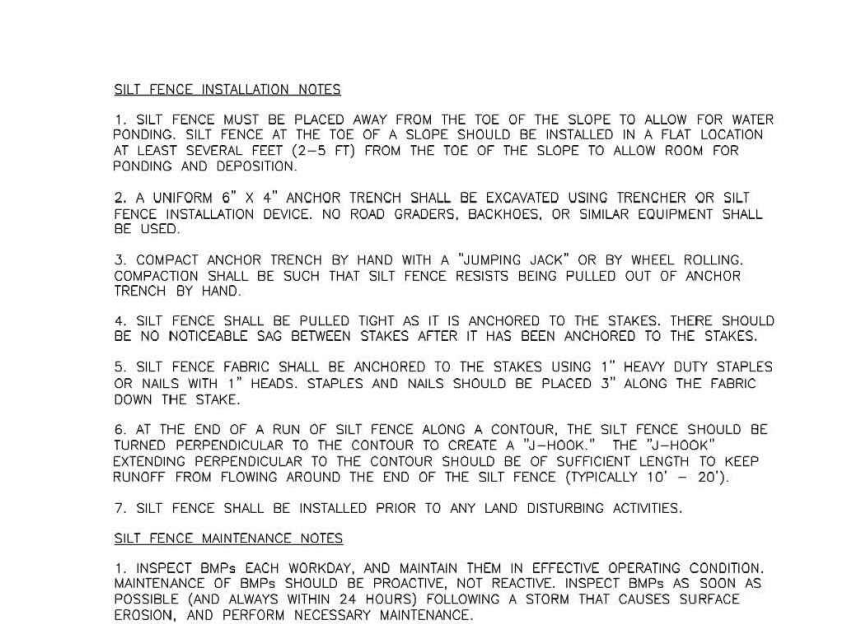 SILT FENCE INSTALLATION NOTES
1. SILT FENCE MUST BE PLACED AWAY FROM THE TOE OF THE SLOPE TO ALLOW FOR WATER
PONDING. SILT FENCE AT THE TOE OF A SLOPE SHOULD BE INSTALLED IN A FLAT LOCATION
AT LEAST SEVERAL FEET (2-5 FT) FROM THE TOE OF THE SLOPE TO ALLOW ROOM FOR
PONDING AND DEPOSITION.
2. A UNIFORM 6" X 4" ANCHOR TRENCH SHALL BE EXCAVATED USING TRENCHER OR SILT
FENCE INSTALLATION DEVICE. NO ROAD GRADERS, BACKHOES, OR SIMILAR EQUIPMENT SHALL
BE USED.
3. COMPACT ANCHOR TRENCH BY HAND WITH A "JUMPING JACK" OR BY WHEEL ROLLING.
COMPACTION SHALL BE SUCH THAT SILT FENCE RESISTS BEING PULLED OUT OF ANCHOR
TRENCH BY HAND.
4. SILT FENCE SHALL BE PULLED TIGHT AS IT IS ANCHORED TO THE STAKES. THERE SHOULD
BE NO NOTICEABLE SAG BETWEEN STAKES AFTER IT HAS BEEN ANCHORED TO THE STAKES.
5. SILT FENCE FABRIC SHALL BE ANCHORED TO THE STAKES USING 1" HEAVY DUTY STAPLES
OR NAILS WITH 1" HEADS. STAPLES AND NAILS SHOULD BE PLACED 3" ALONG THE FABRIC
DOWN THE STAKE.
6. AT THE END OF A RUN OF SILT FENCE ALONG A CONTOUR, THE SILT FENCE SHOULD BE
TURNED PERPENDICULAR TO THE CONTOUR TO CREATE A "J-HOOK." THE "J-HOOK"
EXTENDING PERPENDICULAR TO THE CONTOUR SHOULD BE OF SUFFICIENT LENGTH TO KEEP
RUNOFF FROM FLOWING AROUND THE END OF THE SILT FENCE (TYPICALLY 10' - 20').
7. SILT FENCE SHALL BE INSTALLED PRIOR TO ANY LAND DISTURBING ACTIVITIES.
SILT FENCE MAINTENANCE NOTES
1. INSPECT BMPs EACH WORKDAY, AND MAINTAIN THEM IN EFFECTIVE OPERATING CONDITION.
MAINTENANCE OF BMPs SHOULD BE PROACTIVE, NOT REACTIVE. INSPECT BMPs AS SOON AS
POSSIBLE (AND ALWAYS WITHIN 24 HOURS) FOLLOWING A STORM THAT CAUSES SURFACE
EROSION, AND PERFORM NECESSARY MAINTENANCE.